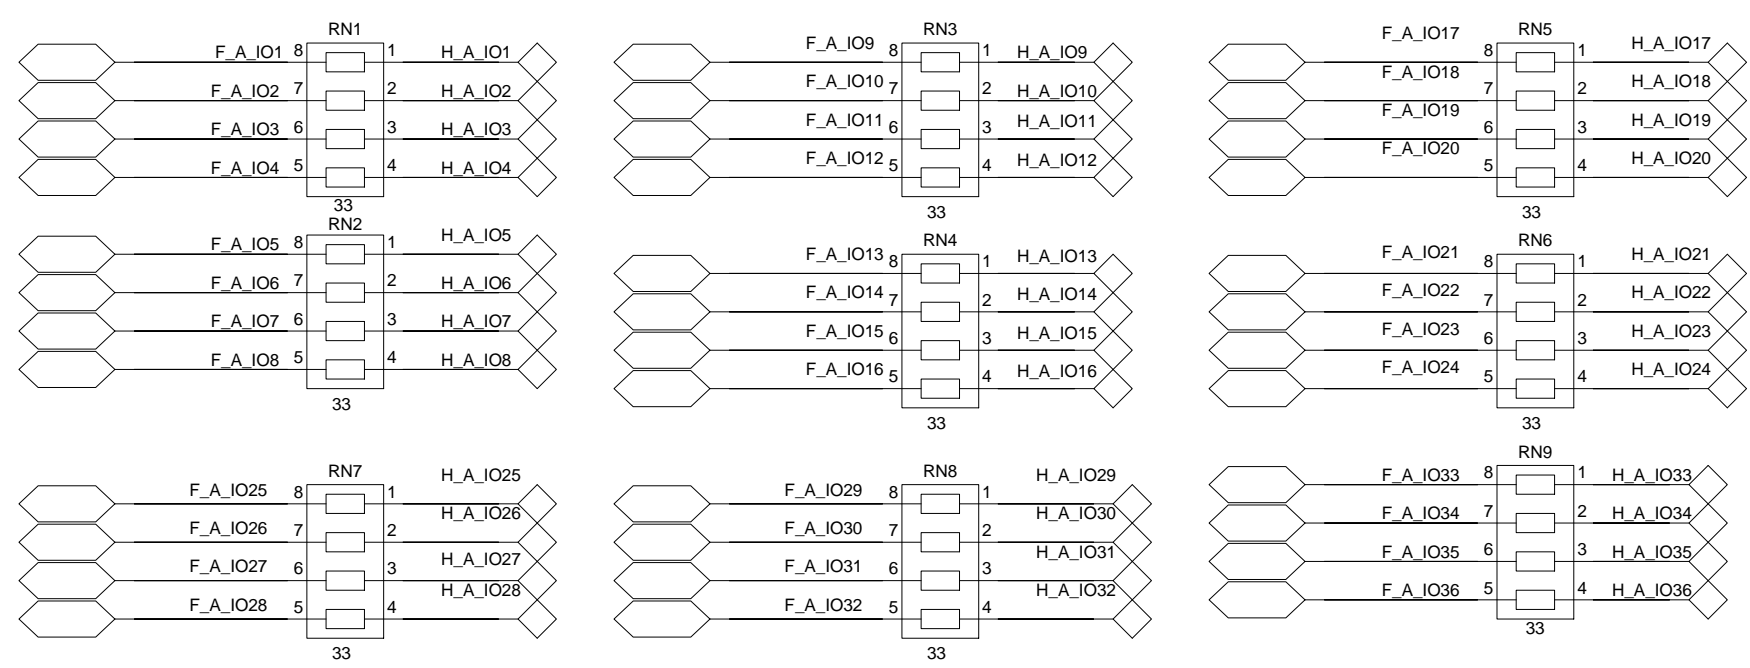 RN1
F_A_IO1 8 1 H_A_IO1
F_A_IO2 7 2 H_A_IO2
F_A_IO3 6 3 H_A_IO3
F_A_IO4 5 4 H_A_IO4
33
RN2
F_A_IO5 8 1 H_A_IO5
F_A_IO6 7 2 H_A_IO6
F_A_IO7 6 3 H_A_IO7
F_A_IO8 5 4 H_A_IO8
33
RN3
F_A_IO9 8 1 H_A_IO9
F_A_IO10 7 2 H_A_IO10
F_A_IO11 6 3 H_A_IO11
F_A_IO12 5 4 H_A_IO12
33
RN4
F_A_IO13 8 1 H_A_IO13
F_A_IO14 7 2 H_A_IO14
F_A_IO15 6 3 H_A_IO15
F_A_IO16 5 4 H_A_IO16
33
RN5
F_A_IO17 8 1 H_A_IO17
F_A_IO18 7 2 H_A_IO18
F_A_IO19 6 3 H_A_IO19
F_A_IO20 5 4 H_A_IO20
33
RN6
F_A_IO21 8 1 H_A_IO21
F_A_IO22 7 2 H_A_IO22
F_A_IO23 6 3 H_A_IO23
F_A_IO24 5 4 H_A_IO24
33
RN7
F_A_IO25 8 1 H_A_IO25
F_A_IO26 7 2 H_A_IO26
F_A_IO27 6 3 H_A_IO27
F_A_IO28 5 4 H_A_IO28
33
RN8
F_A_IO29 8 1 H_A_IO29
F_A_IO30 7 2 H_A_IO30
F_A_IO31 6 3 H_A_IO31
F_A_IO32 5 4 H_A_IO32
33
RN9
F_A_IO33 8 1 H_A_IO33
F_A_IO34 7 2 H_A_IO34
F_A_IO35 6 3 H_A_IO35
F_A_IO36 5 4 H_A_IO36
33